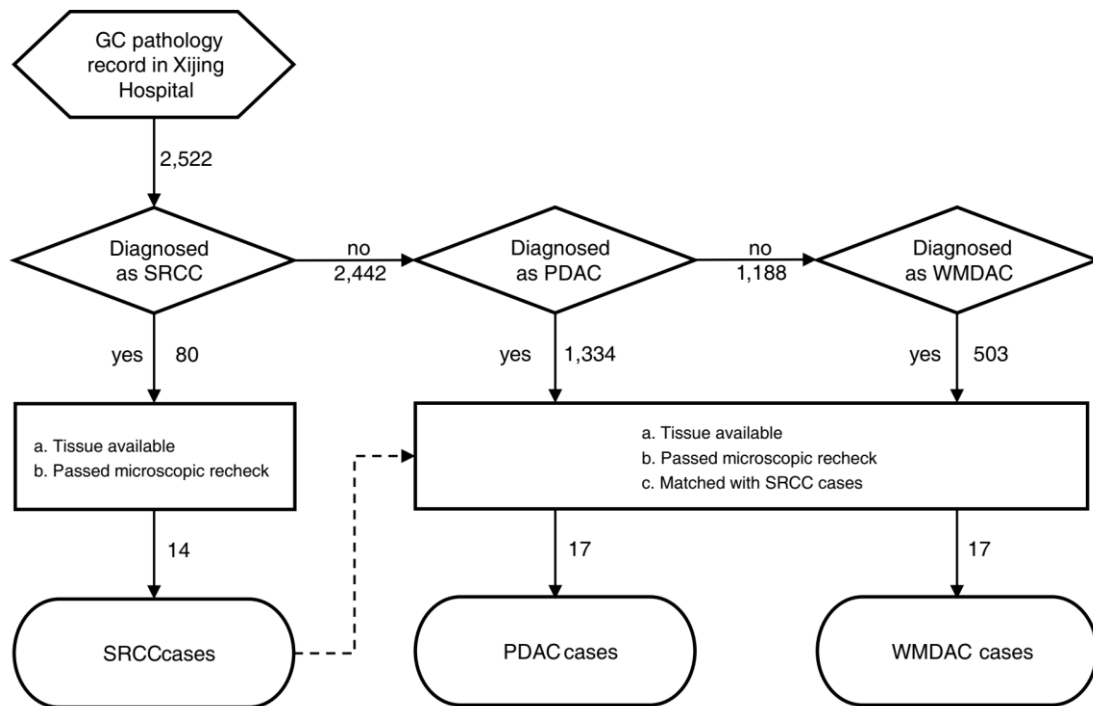 GC pathology
record in Xijing
Hospital
2,522
Diagnosed
as SRCC
no
2,442
Diagnosed
as PDAC
no
1,188
Diagnosed
as WMDAC
yes 80
yes 1,334
yes 503
a. Tissue available
b. Passed microscopic recheck
a. Tissue available
b. Passed microscopic recheck
c. Matched with SRCC cases
14
17
17
SRCCcases
PDAC cases
WMDAC cases